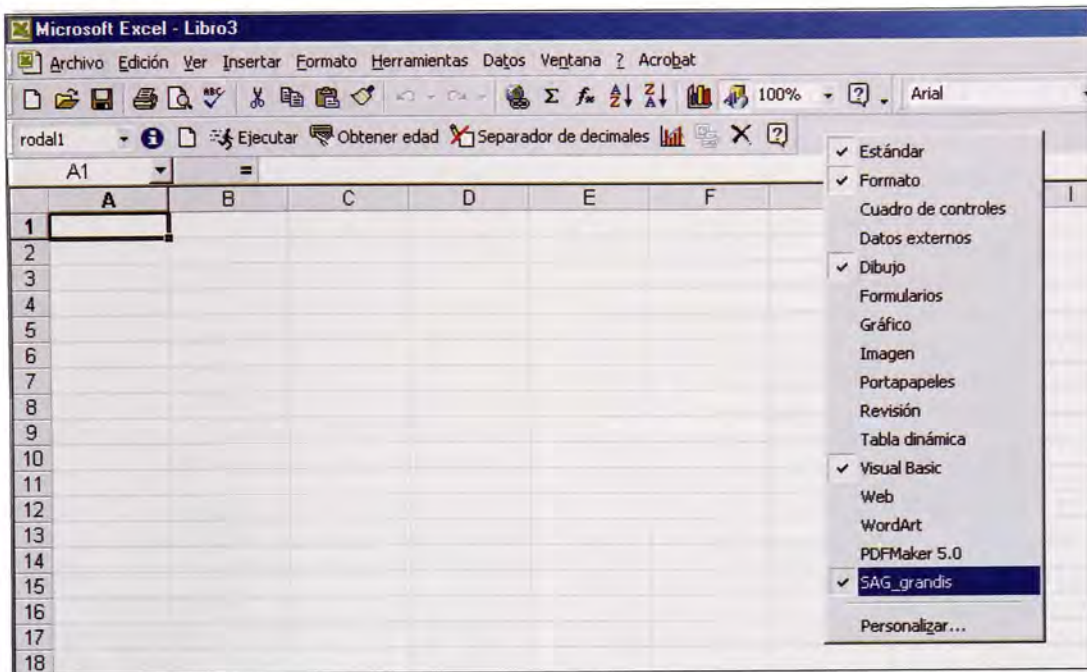 Microsoft Excel - Libro3
Archivo Edición Ver Insertar Formato Herramientas Datos Ventana ? Acrobat
ABC Σ fx A Z Z A 100% ? Arial
rodal1 Ejecutar Obtener edad Separador de decimales ?
A1 =
A B C D E F I
1
2
3
4
5
6
7
8
9
10
11
12
13
14
15
16
17
18
Estándar
Formato
Cuadro de controles
Datos externos
Dibujo
Formularios
Gráfico
Imagen
Portapapeles
Revisión
Tabla dinámica
Visual Basic
Web
WordArt
PDFMaker 5.0
SAG_grandis
Personalizar...